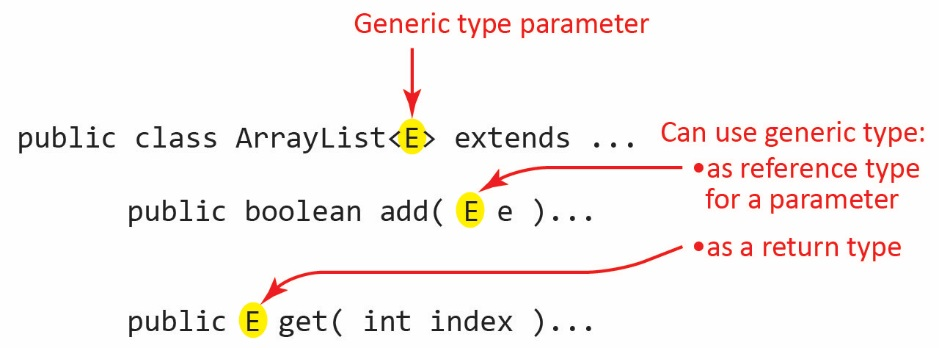 Generic type parameter
public class ArrayList<E> extends ...
Can use generic type:
•as reference type
for a parameter
public boolean add( E e )...
•as a return type
public E get( int index )...